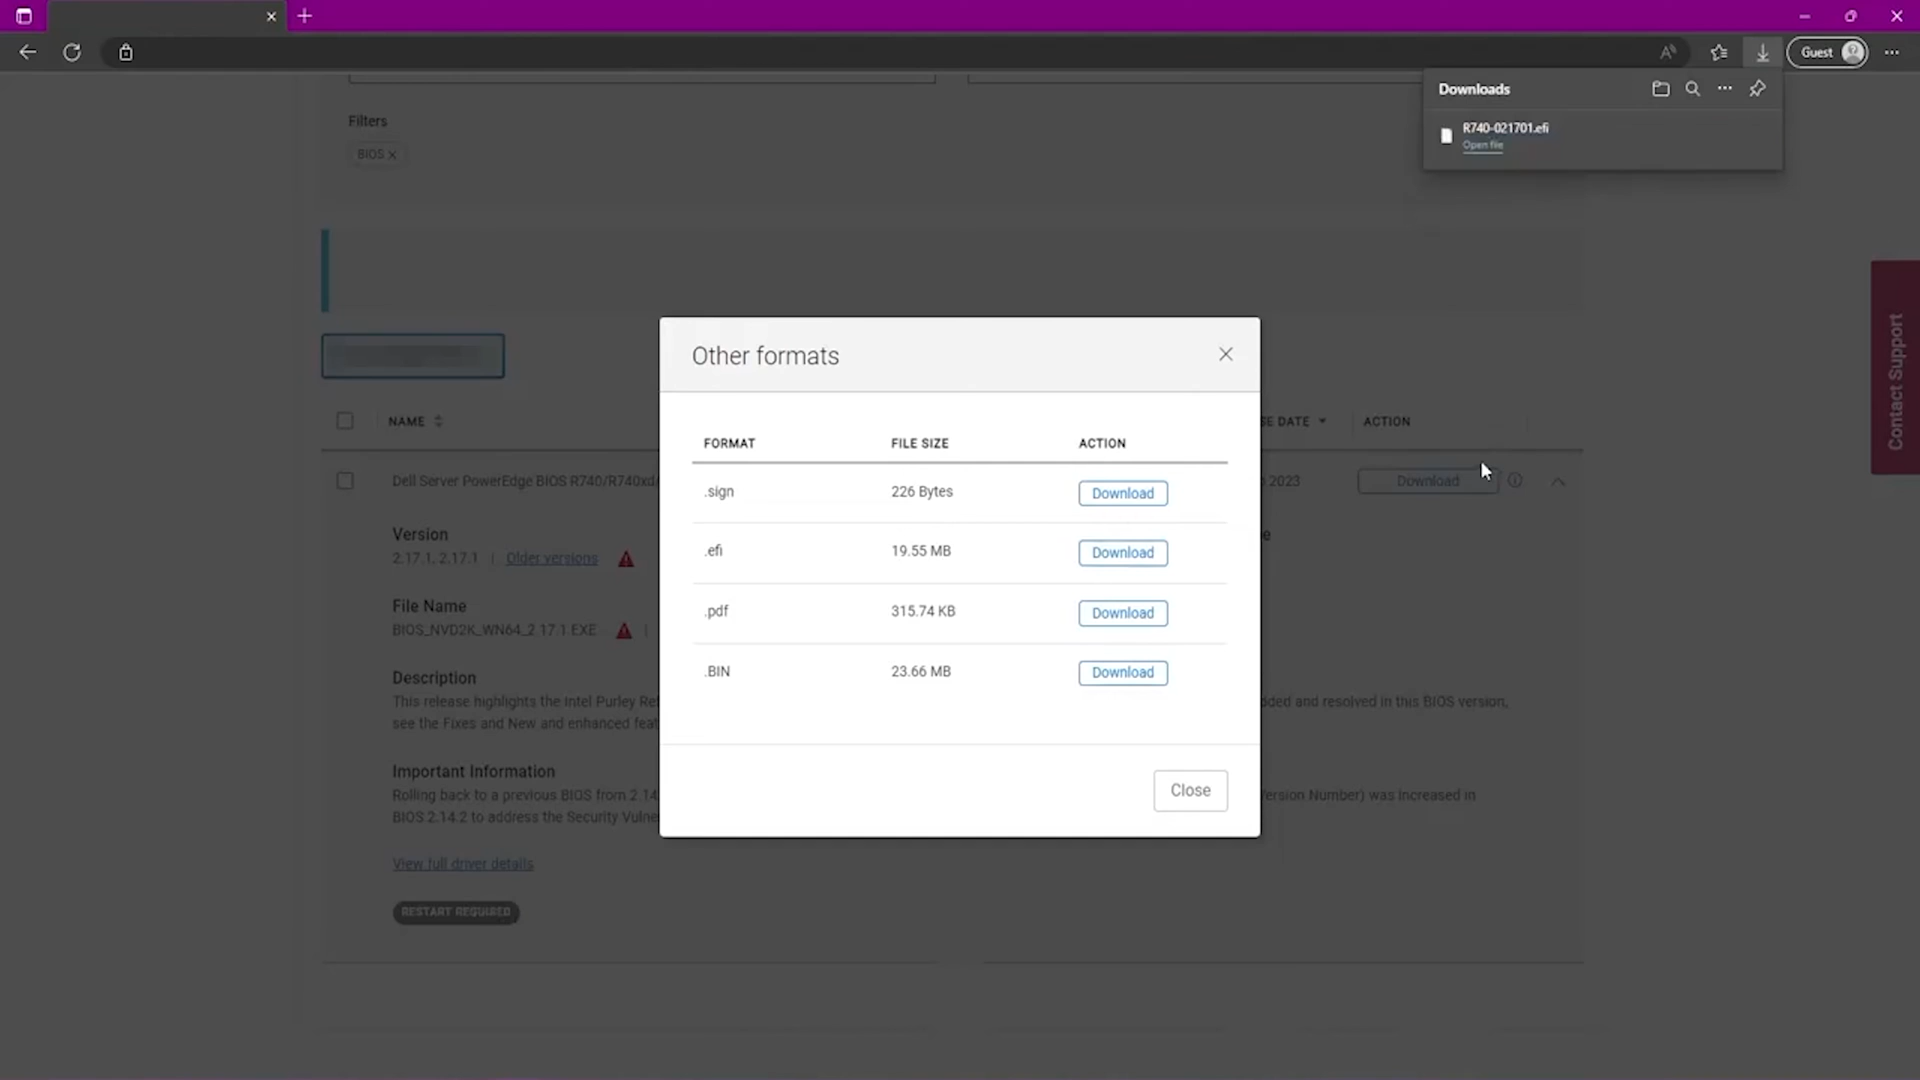 Guest
Downloads
R740-021701.efi
Open file
Filters
BIOS
Contact Support
Other formats
FORMAT FILE SIZE ACTION
.sign 226 Bytes Download
.efi 19.55 MB Download
.pdf 315.74 KB Download
.BIN 23.66 MB Download
Close
NAME SE DATE ACTION
Dell Server PowerEdge BIOS R740/R740xd/ 2023 Download
Version e
2.17.1, 2.17.1 | Older versions
File Name
BIOS_NVD2K_WN64_2.17.1.EXE |
Description
This release highlights the Intel Purley Re dded and resolved in this BIOS version,
see the Fixes and New and enhanced feat
Important Information
Rolling back to a previous BIOS from 2.14 Version Number) was increased in
BIOS 2.14.2 to address the Security Vulne
View full driver details
RESTART REQUIRED